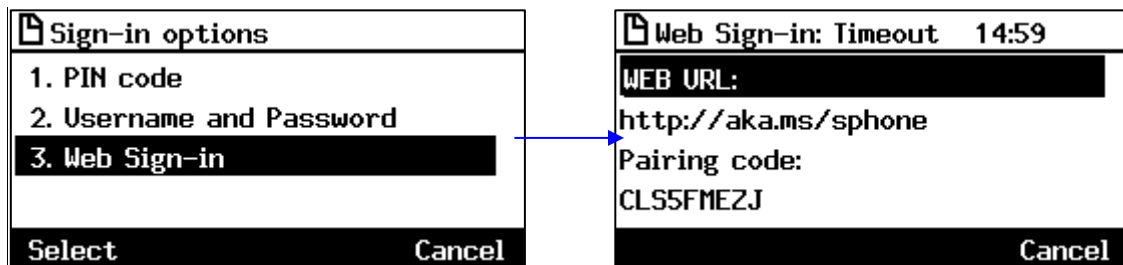 Sign-in options
1. PIN code
2. Username and Password
3. Web Sign-in
Select Cancel
Web Sign-in: Timeout 14:59
WEB URL:
http://aka.ms/sphone
Pairing code:
CLS5FMEZJ
Cancel